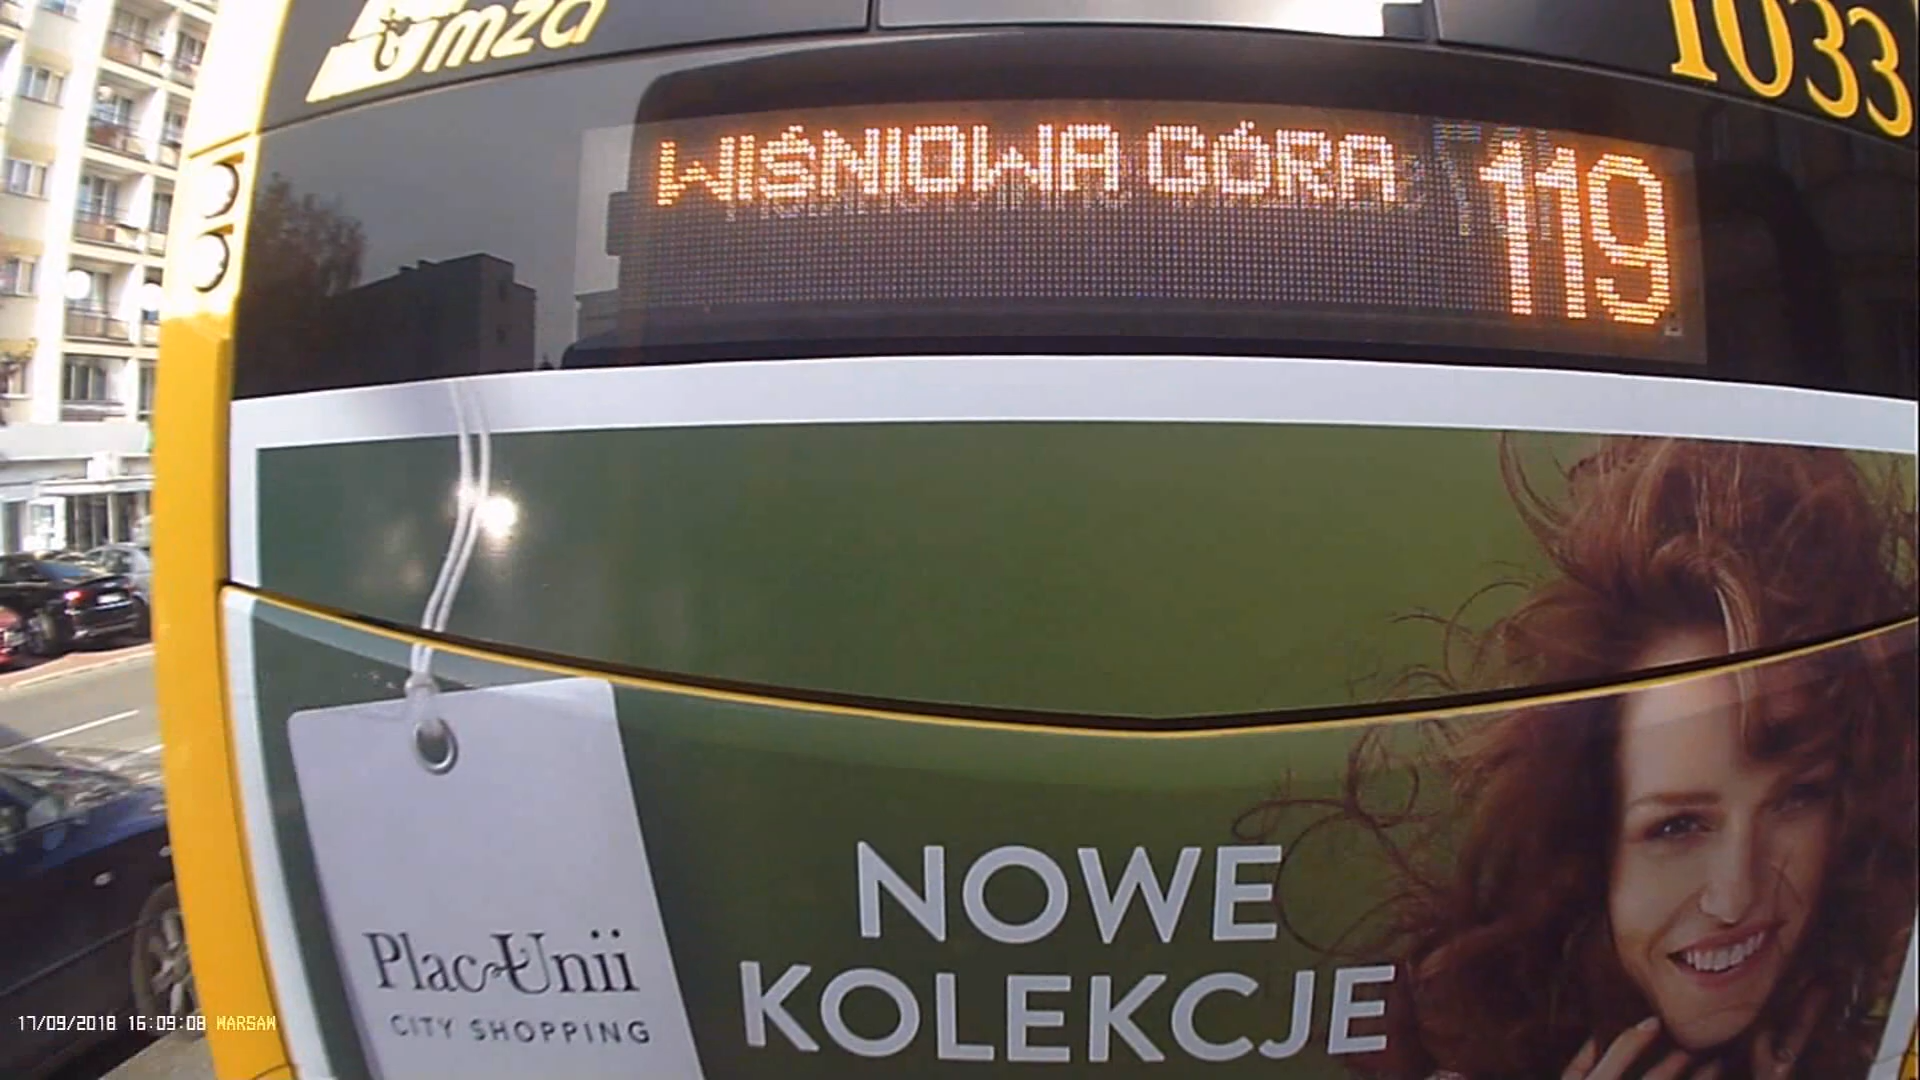 mza
1033
WIŚNIOWA GÓRA
119
NOWE
KOLEKCJE
Plac Unii
CITY SHOPPING
17/09/2018 16:09:08 WARSAW